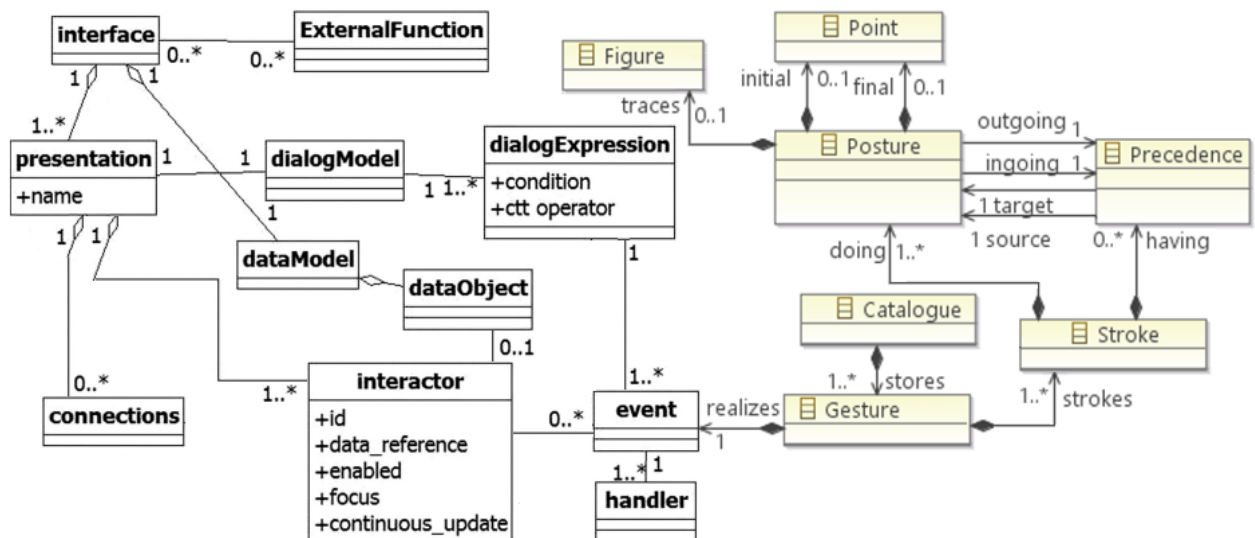 interface
ExternalFunction
0..*
0..*
1
1
1..*
presentation
+name
1
1
dialogModel
1
1..*
dialogExpression
+condition
+ctt operator
1
1
1
1
dataModel
dataObject
0..1
0..*
connections
1..*
interactor
+id
+data_reference
+enabled
+focus
+continuous_update
0..*
1..*
event
1
1..*
handler
Figure
traces
0..1
Point
initial
0..1
final
0..1
Posture
outgoing
1
ingoing
1
Precedence
1 target
1 source
0..*
having
doing
1..*
Catalogue
Stroke
1..*
stores
1..*
strokes
realizes
1
Gesture